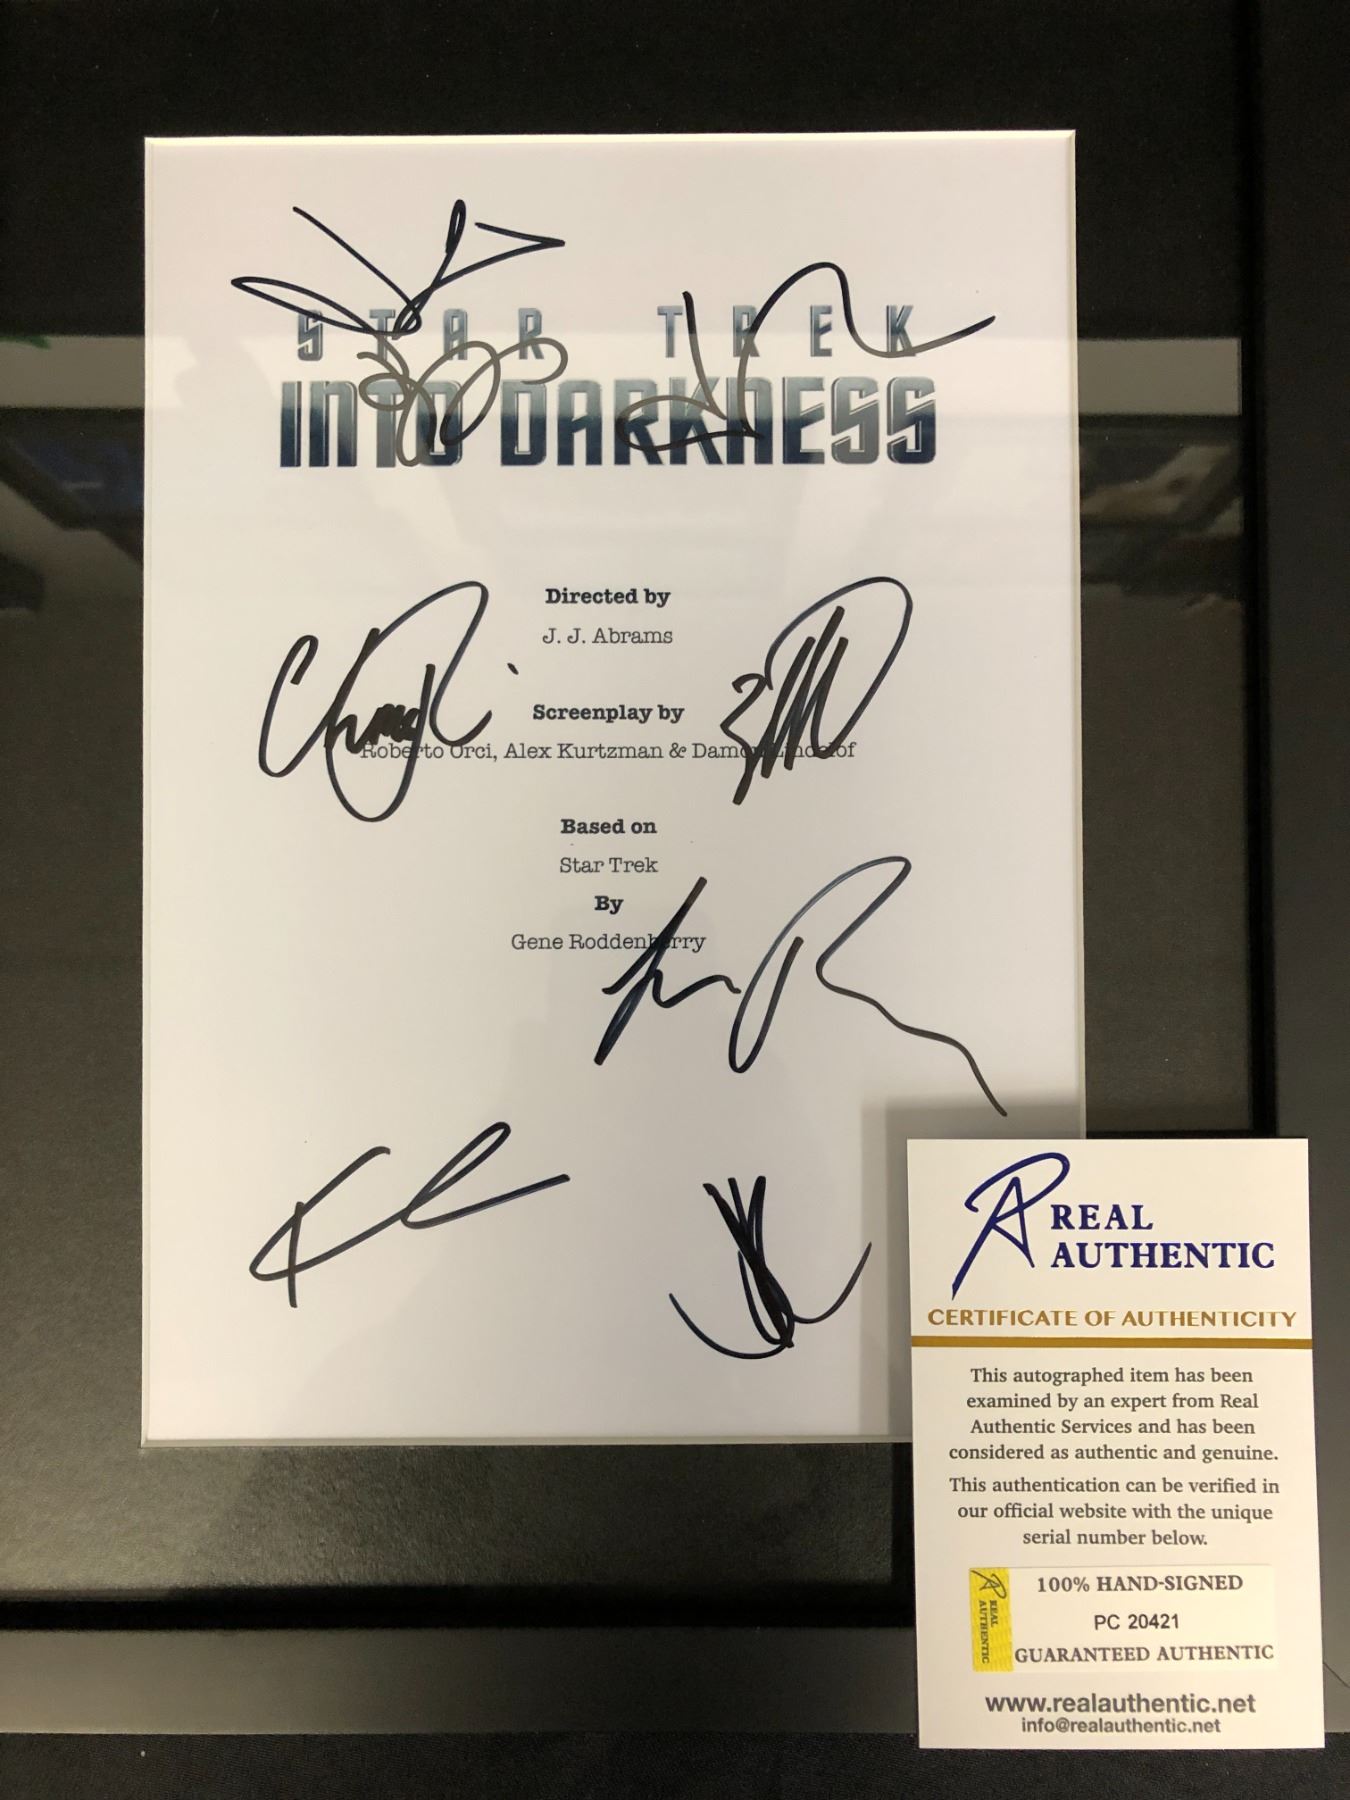 STAR TREK
INTO DARKNESS
Directed by
J. J. Abrams
Screenplay by
Roberto Orci, Alex Kurtzman & Damon Lindelof
Based on
Star Trek
By
Gene Roddenberry
REAL
AUTHENTIC
CERTIFICATE OF AUTHENTICITY
This autographed item has been
examined by an expert from Real
Authentic Services and has been
considered as authentic and genuine.
This authentication can be verified in
our official website with the unique
serial number below.
REAL
AUTHENTIC
100% HAND-SIGNED
PC 20421
GUARANTEED AUTHENTIC
www.realauthentic.net
info@realauthentic.net